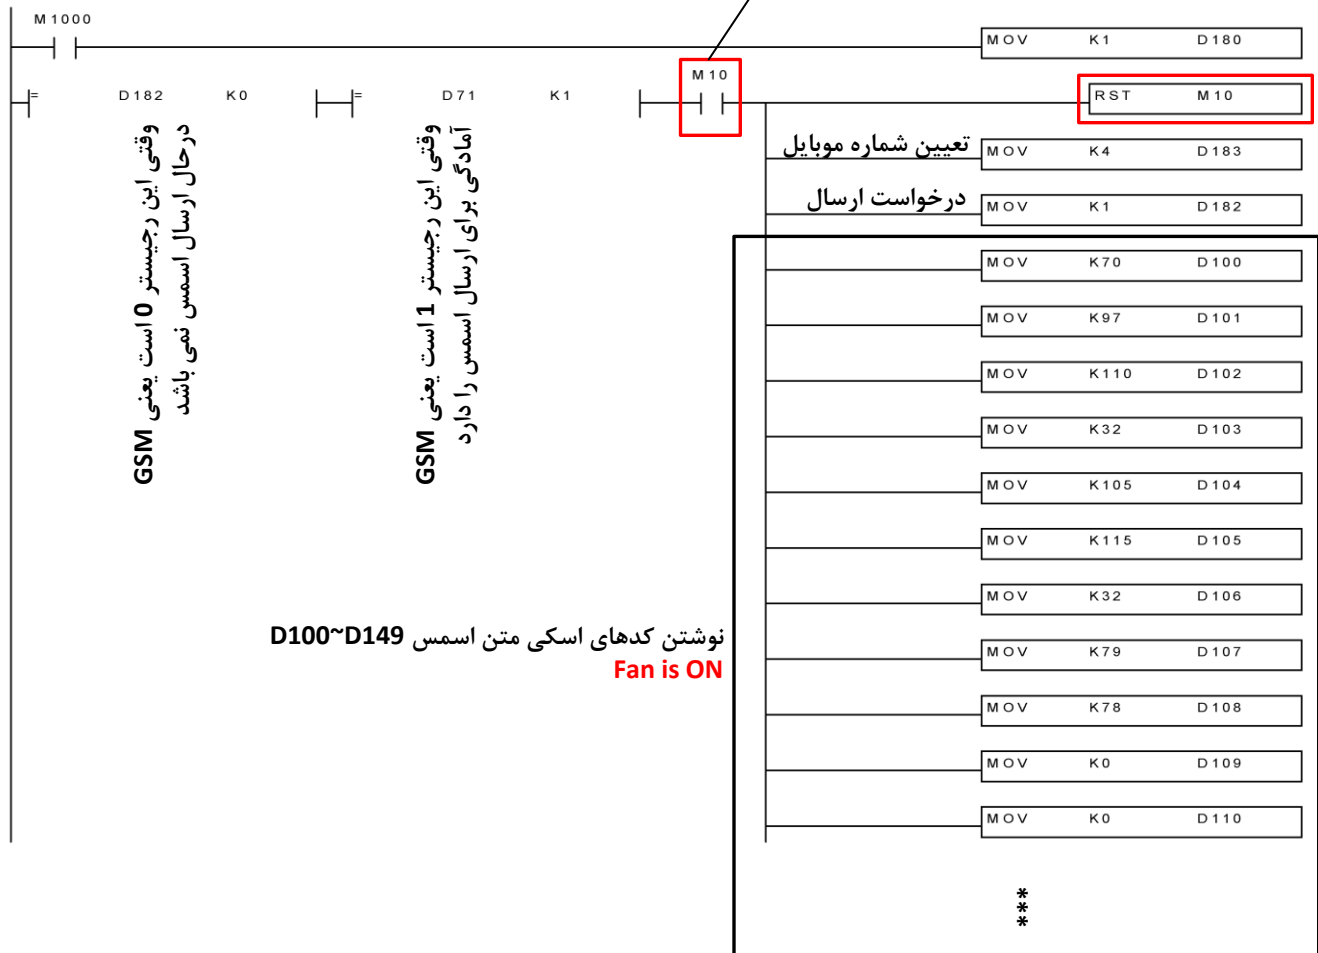 M1000
MOV K1 D180
M10
= D182 K0 = D71 K1
RST M10
وقتی این رجیستر 0 است یعنی GSM
درحال ارسال اسمس نمی باشد
وقتی این رجیستر 1 است یعنی GSM
آمادگی برای ارسال اسمس را دارد
تعیین شماره موبایل
MOV K4 D183
درخواست ارسال
MOV K1 D182
MOV K70 D100
MOV K97 D101
MOV K110 D102
MOV K32 D103
MOV K105 D104
MOV K115 D105
MOV K32 D106
نوشتن کدهای اسکی متن اسمس D100~D149
Fan is ON
MOV K79 D107
MOV K78 D108
MOV K0 D109
MOV K0 D110
***